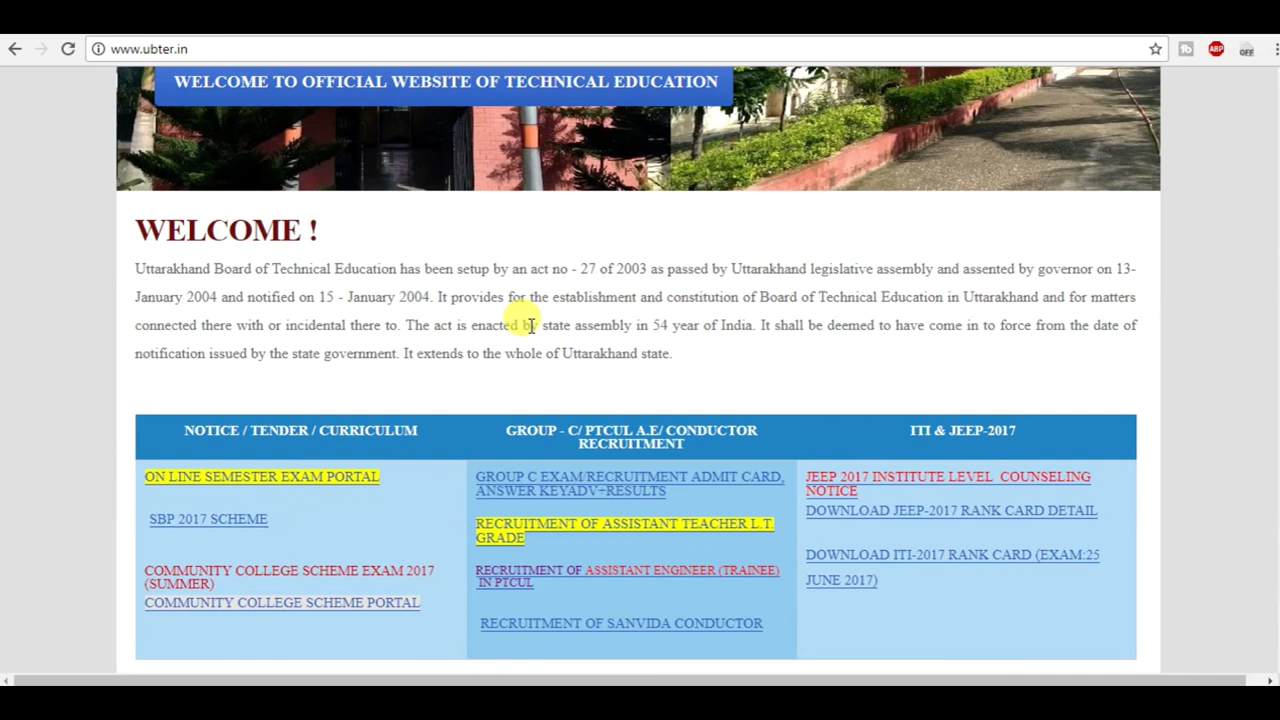 www.ubter.in
WELCOME TO OFFICIAL WEBSITE OF TECHNICAL EDUCATION
WELCOME !
Uttarakhand Board of Technical Education has been setup by an act no - 27 of 2003 as passed by Uttarakhand legislative assembly and assented by governor on 13-
January 2004 and notified on 15 - January 2004. It provides for the establishment and constitution of Board of Technical Education in Uttarakhand and for matters
connected there with or incidental there to. The act is enacted by state assembly in 54 year of India. It shall be deemed to have come in to force from the date of
notification issued by the state government. It extends to the whole of Uttarakhand state.
NOTICE / TENDER / CURRICULUM
ON LINE SEMESTER EXAM PORTAL
SBP 2017 SCHEME
COMMUNITY COLLEGE SCHEME EXAM 2017
(SUMMER)
COMMUNITY COLLEGE SCHEME PORTAL
GROUP - C/ PTCUL A.E/ CONDUCTOR
RECRUITMENT
GROUP C EXAM/RECRUITMENT ADMIT CARD,
ANSWER KEYADV+RESULTS
RECRUITMENT OF ASSISTANT TEACHER L.T.
GRADE
RECRUITMENT OF ASSISTANT ENGINEER (TRAINEE)
IN PTCUL
RECRUITMENT OF SANVIDA CONDUCTOR
ITI & JEEP-2017
JEEP 2017 INSTITUTE LEVEL COUNSELING
NOTICE
DOWNLOAD JEEP-2017 RANK CARD DETAIL
DOWNLOAD ITI-2017 RANK CARD (EXAM:25
JUNE 2017)
ABP
OFF